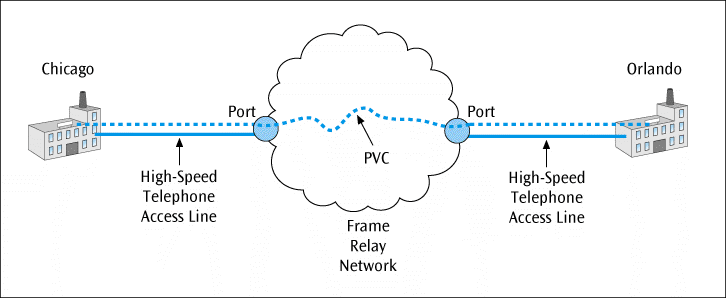 Chicago
Orlando
Port
Port
PVC
High-Speed
Telephone
Access Line
High-Speed
Telephone
Access Line
Frame
Relay
Network